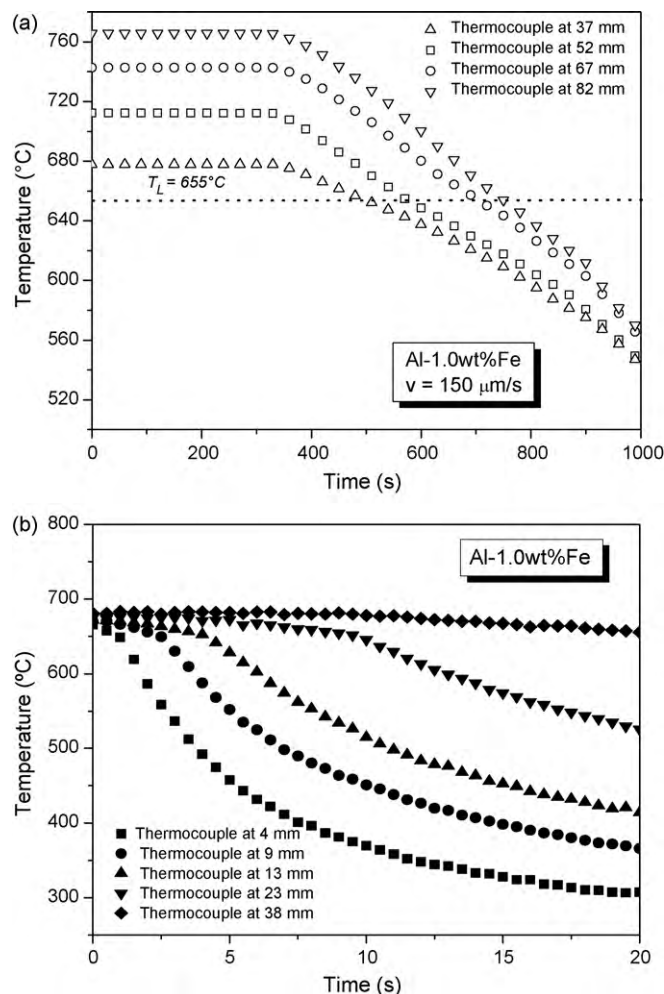 (a)
760
720
680
640
600
560
520
Temperature (°C)
Thermocouple at 37 mm
Thermocouple at 52 mm
Thermocouple at 67 mm
Thermocouple at 82 mm
T_L = 655°C
Al-1.0wt%Fe
v = 150 μm/s
0 200 400 600 800 1000
Time (s)
(b)
800
700
600
500
400
300
Temperature (ºC)
Al-1.0wt%Fe
Thermocouple at 4 mm
Thermocouple at 9 mm
Thermocouple at 13 mm
Thermocouple at 23 mm
Thermocouple at 38 mm
0 5 10 15 20
Time (s)